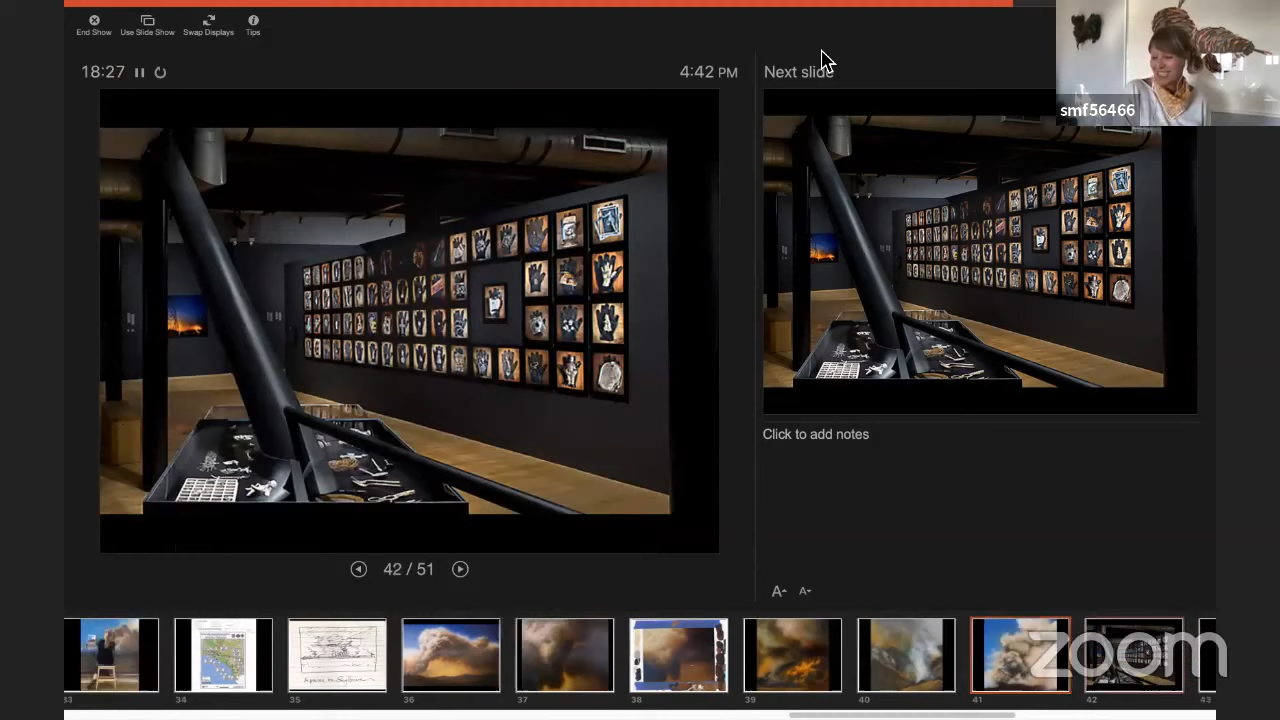 End Show
Use Slide Show
Swap Displays
Tips
18:27
4:42 PM
Next slide
smf56466
Click to add notes
42 / 51
A
A
33
34
35
36
37
38
39
40
41
42
43
zoom